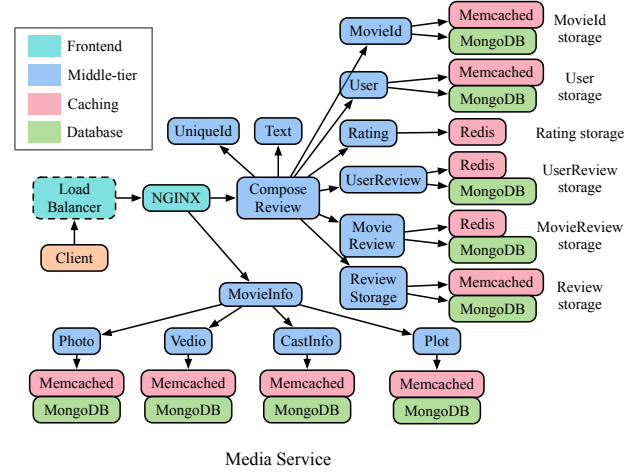 Frontend
Middle-tier
Caching
Database
MovieId
Memcached
MongoDB
MovieId
storage
User
Memcached
MongoDB
User
storage
UniqueId
Text
Rating
Redis
Rating storage
Load
Balancer
NGINX
Compose
Review
UserReview
Redis
MongoDB
UserReview
storage
Client
Movie
Review
Redis
MongoDB
MovieReview
storage
MovieInfo
Review
Storage
Memcached
MongoDB
Review
storage
Photo
Vedio
CastInfo
Plot
Memcached
MongoDB
Memcached
MongoDB
Memcached
MongoDB
Memcached
MongoDB
Media Service